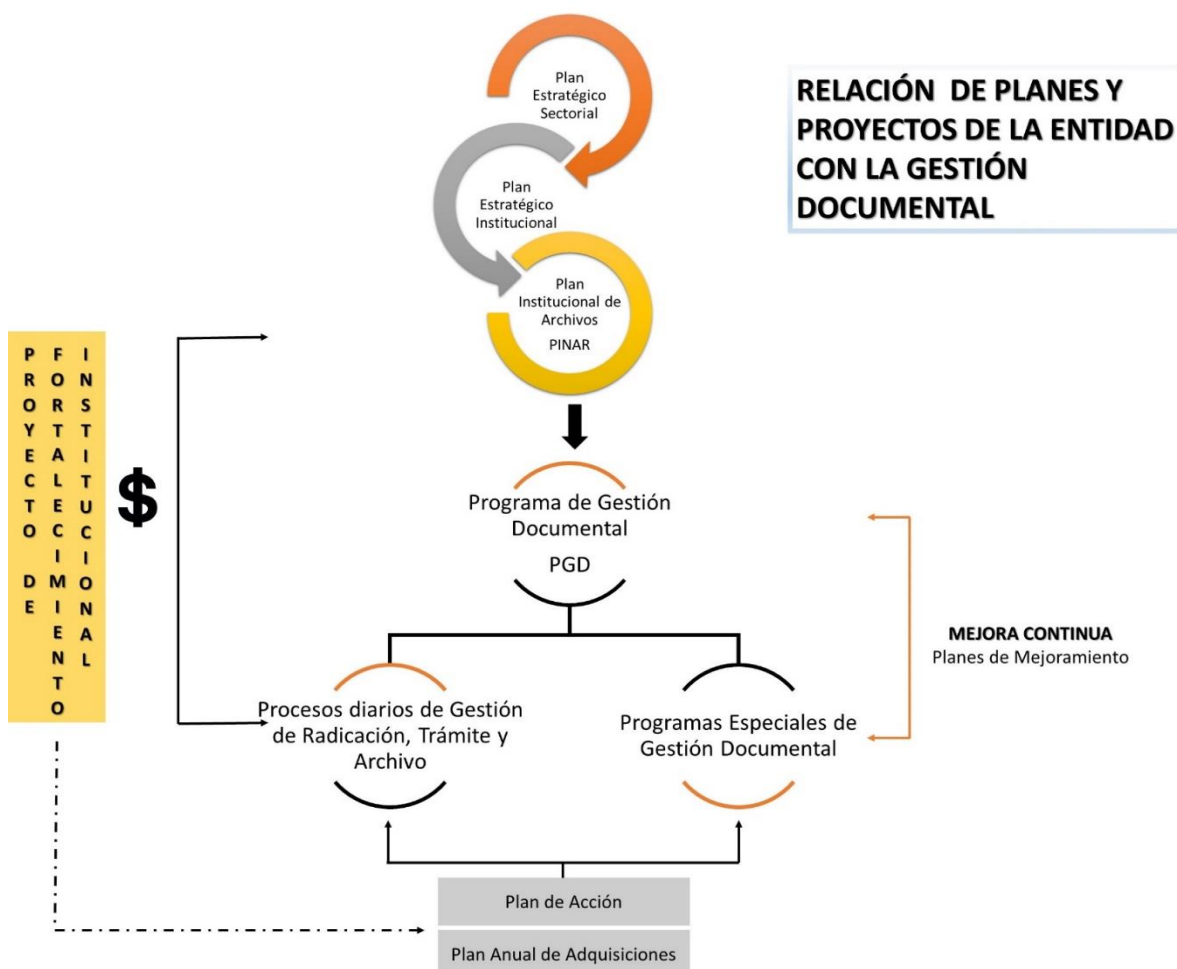 Plan
Estratégico
Sectorial
RELACIÓN DE PLANES Y
PROYECTOS DE LA ENTIDAD
CON LA GESTIÓN
DOCUMENTAL
Plan
Estratégico
Institucional
Plan
Institucional de
Archivos
PINAR
PROYECTO DE
FORTALECIMIENTO
INSTITUCIONAL
$
Programa de Gestión
Documental
PGD
MEJORA CONTINUA
Planes de Mejoramiento
Procesos diarios de Gestión
de Radicación, Trámite y
Archivo
Programas Especiales de
Gestión Documental
Plan de Acción
Plan Anual de Adquisiciones